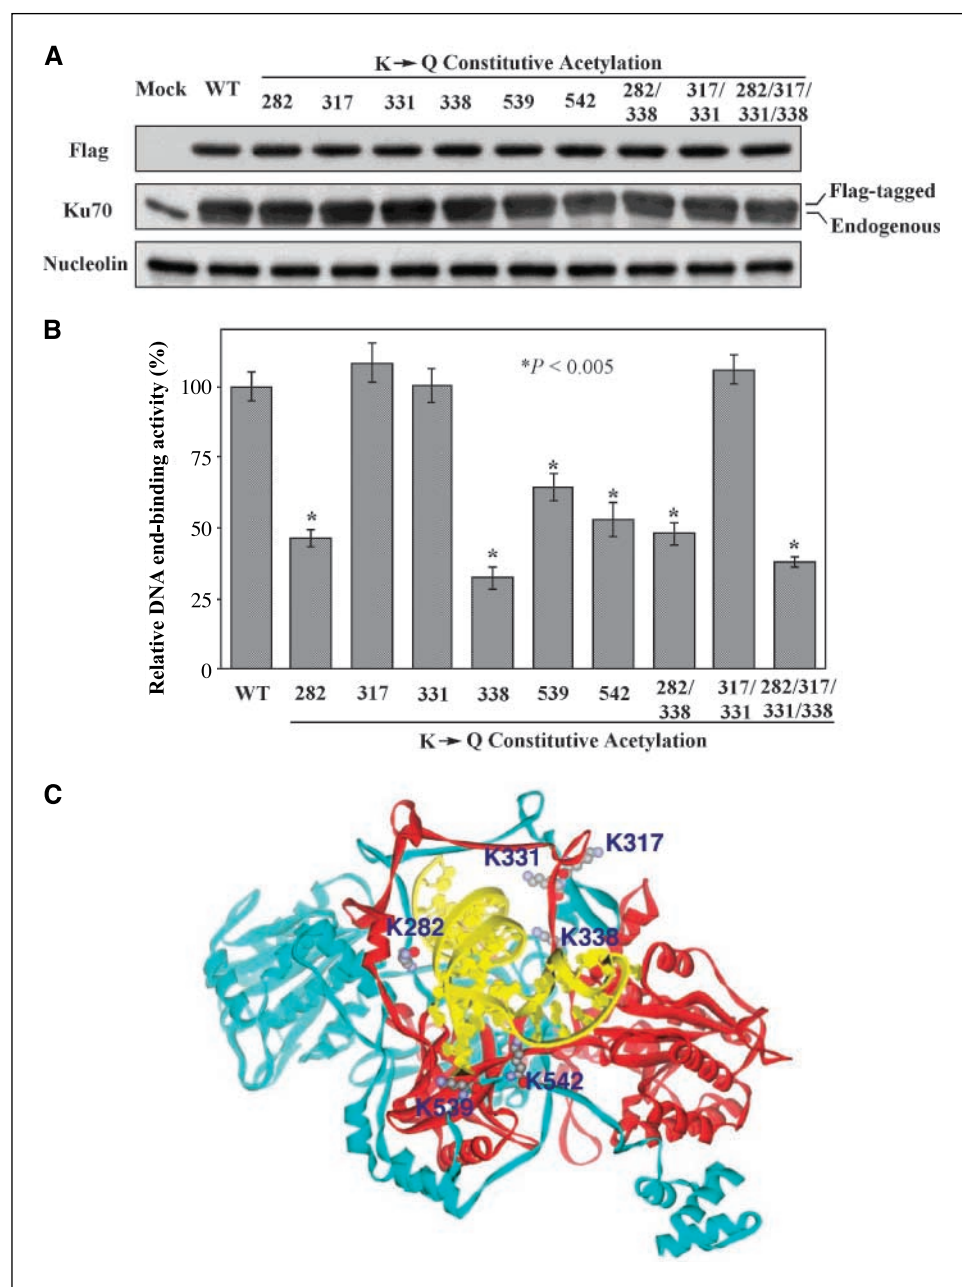 A
K → Q Constitutive Acetylation
Mock WT 282 317 331 338 539 542 282/338 317/331 282/317/331/338
Flag
Ku70
Flag-tagged
Endogenous
Nucleolin
B
Relative DNA end-binding activity (%)
*P < 0.005
100
75
50
25
0
* * * * * *
WT 282 317 331 338 539 542 282/338 317/331 282/317/331/338
K → Q Constitutive Acetylation
C
K331
K317
K282
K338
K542
K539